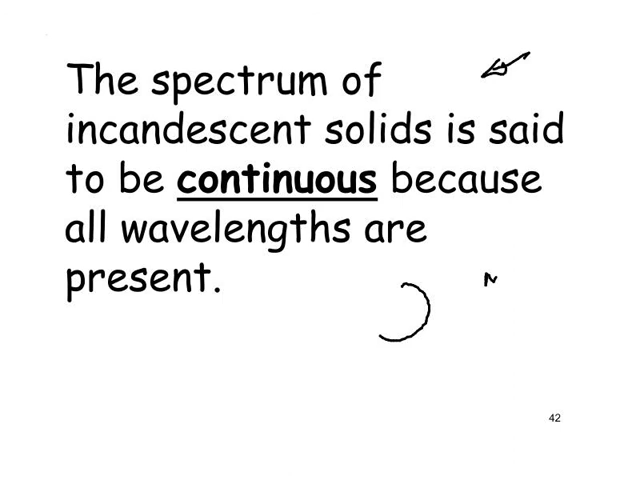 The spectrum of
incandescent solids is said
to be continuous because
all wavelengths are
present.
42